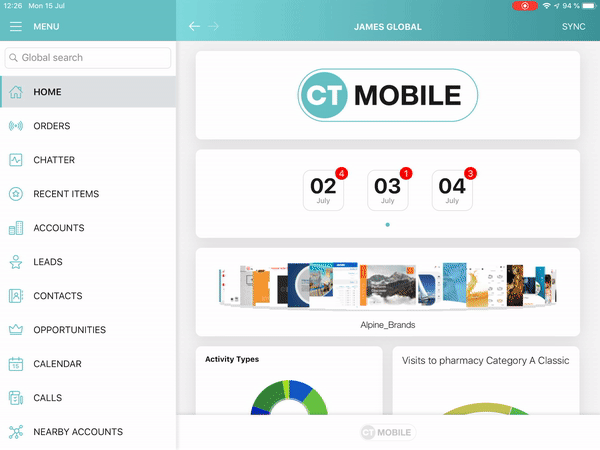 12:26 Mon 15 Jul
94 %
MENU
JAMES GLOBAL
SYNC
Global search
HOME
ORDERS
CHATTER
RECENT ITEMS
ACCOUNTS
LEADS
CONTACTS
OPPORTUNITIES
CALENDAR
15
CALLS
NEARBY ACCOUNTS
CT MOBILE
02
July
4
03
July
1
04
July
3
Alpine_Brands
Activity Types
Visits to pharmacy Category A Classic
CT MOBILE